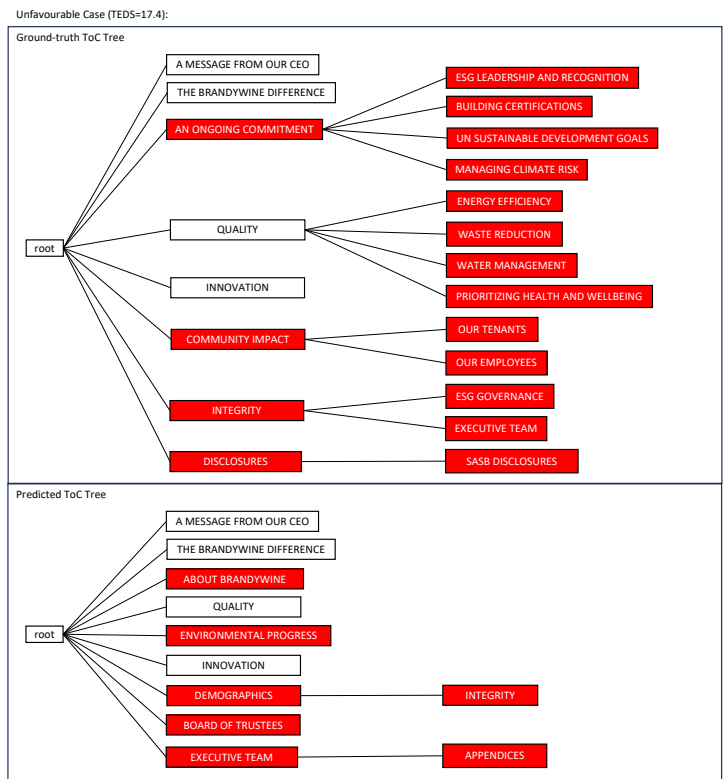 Unfavourable Case (TEDS=17.4):
Ground-truth ToC Tree
A MESSAGE FROM OUR CEO
ESG LEADERSHIP AND RECOGNITION
THE BRANDYWINE DIFFERENCE
BUILDING CERTIFICATIONS
AN ONGOING COMMITMENT
UN SUSTAINABLE DEVELOPMENT GOALS
MANAGING CLIMATE RISK
ENERGY EFFICIENCY
QUALITY
WASTE REDUCTION
root
WATER MANAGEMENT
INNOVATION
PRIORITIZING HEALTH AND WELLBEING
OUR TENANTS
COMMUNITY IMPACT
OUR EMPLOYEES
ESG GOVERNANCE
INTEGRITY
EXECUTIVE TEAM
DISCLOSURES
SASB DISCLOSURES
Predicted ToC Tree
A MESSAGE FROM OUR CEO
THE BRANDYWINE DIFFERENCE
ABOUT BRANDYWINE
QUALITY
root
ENVIRONMENTAL PROGRESS
INNOVATION
DEMOGRAPHICS
INTEGRITY
BOARD OF TRUSTEES
EXECUTIVE TEAM
APPENDICES